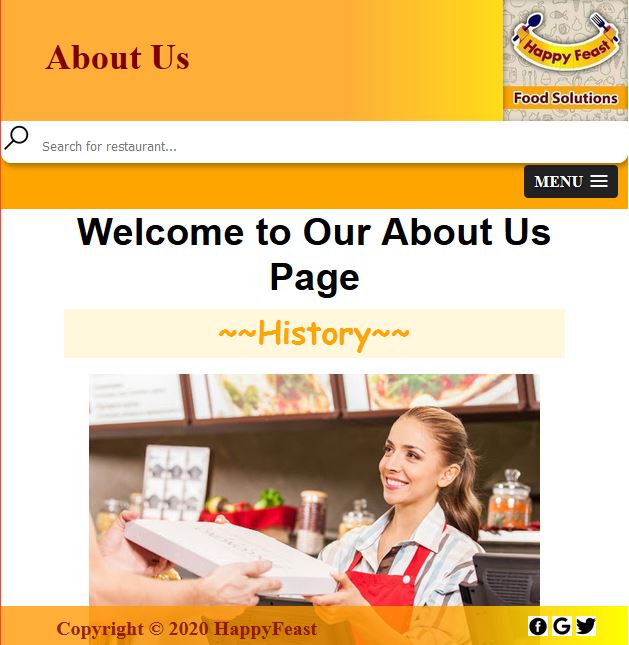 About Us
Happy Feast
Food Solutions
Search for restaurant...
MENU
Welcome to Our About Us
Page
~~History~~
Copyright © 2020 HappyFeast